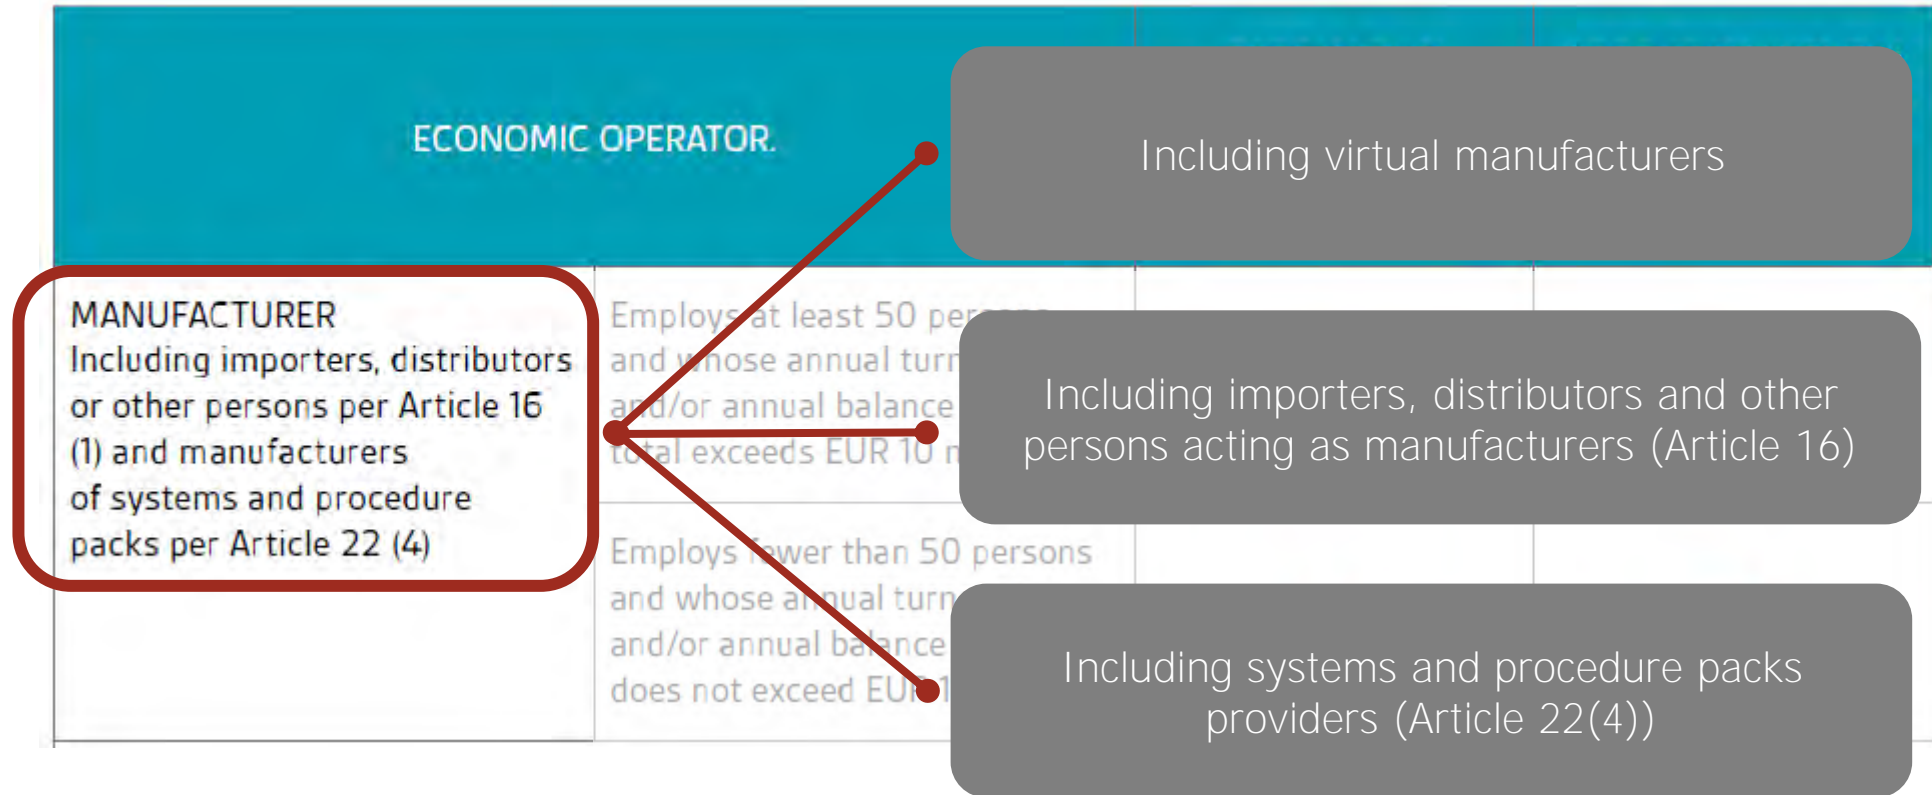 ECONOMIC OPERATOR.
Including virtual manufacturers
MANUFACTURER
Including importers, distributors
or other persons per Article 16
(1) and manufacturers
of systems and procedure
packs per Article 22 (4)
Employs at least 50 persons
and whose annual turn
and/or annual balance
total exceeds EUR 10 m
Including importers, distributors and other
persons acting as manufacturers (Article 16)
Employs fewer than 50 persons
and whose annual turn
and/or annual balance
does not exceed EUR 1
Including systems and procedure packs
providers (Article 22(4))